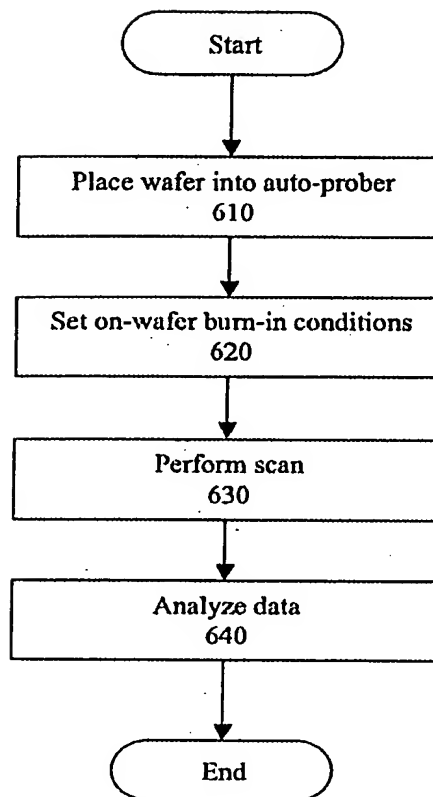 Start
Place wafer into auto-prober
610
Set on-wafer burn-in conditions
620
Perform scan
630
Analyze data
640
End